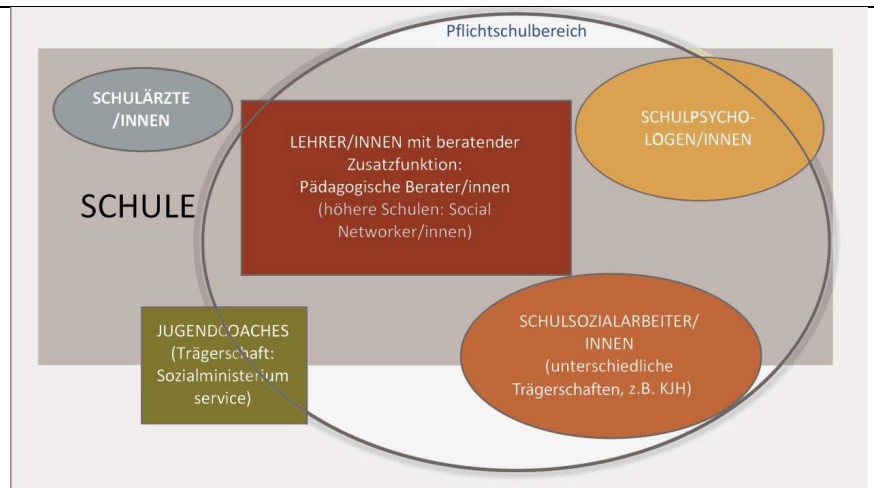 Pflichtschulbereich
SCHULÄRZTE
/INNEN
LEHRER/INNEN mit beratender
Zusatzfunktion:
Pädagogische Berater/innen
(höhere Schulen: Social
Networker/innen)
SCHULPSYCHO-
LOGEN/INNEN
SCHULE
JUGENDCOACHES
(Trägerschaft:
Sozialministerium
service)
SCHULSOZIALARBEITER/
INNEN
(unterschiedliche
Trägerschaften, z.B. KJH)